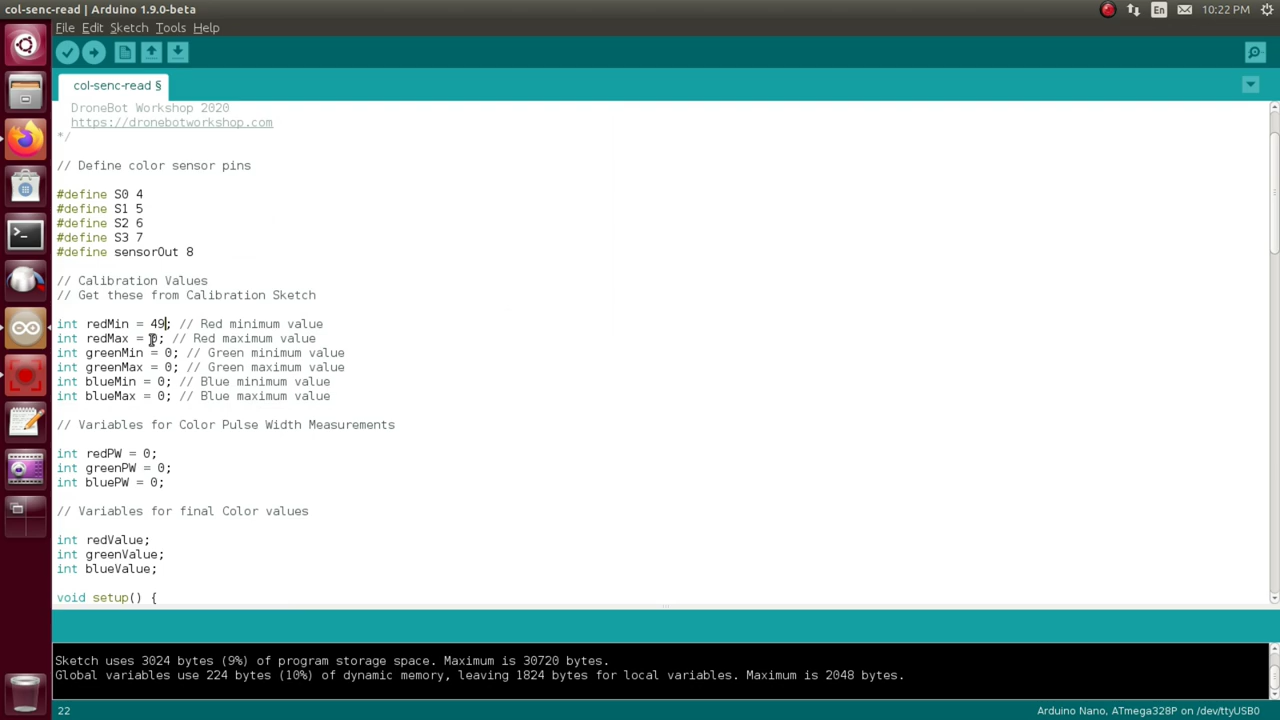 col-senc-read | Arduino 1.9.0-beta
En
10:22 PM
File Edit Sketch Tools Help
col-senc-read §
DroneBot Workshop 2020
https://dronebotworkshop.com
*/
// Define color sensor pins
#define S0 4
#define S1 5
#define S2 6
#define S3 7
#define sensorOut 8
// Calibration Values
// Get these from Calibration Sketch
int redMin = 49; // Red minimum value
int redMax = 0; // Red maximum value
int greenMin = 0; // Green minimum value
int greenMax = 0; // Green maximum value
int blueMin = 0; // Blue minimum value
int blueMax = 0; // Blue maximum value
// Variables for Color Pulse Width Measurements
int redPW = 0;
int greenPW = 0;
int bluePW = 0;
// Variables for final Color values
int redValue;
int greenValue;
int blueValue;
void setup() {
Sketch uses 3024 bytes (9%) of program storage space. Maximum is 30720 bytes.
Global variables use 224 bytes (10%) of dynamic memory, leaving 1824 bytes for local variables. Maximum is 2048 bytes.
22
Arduino Nano, ATmega328P on /dev/ttyUSB0